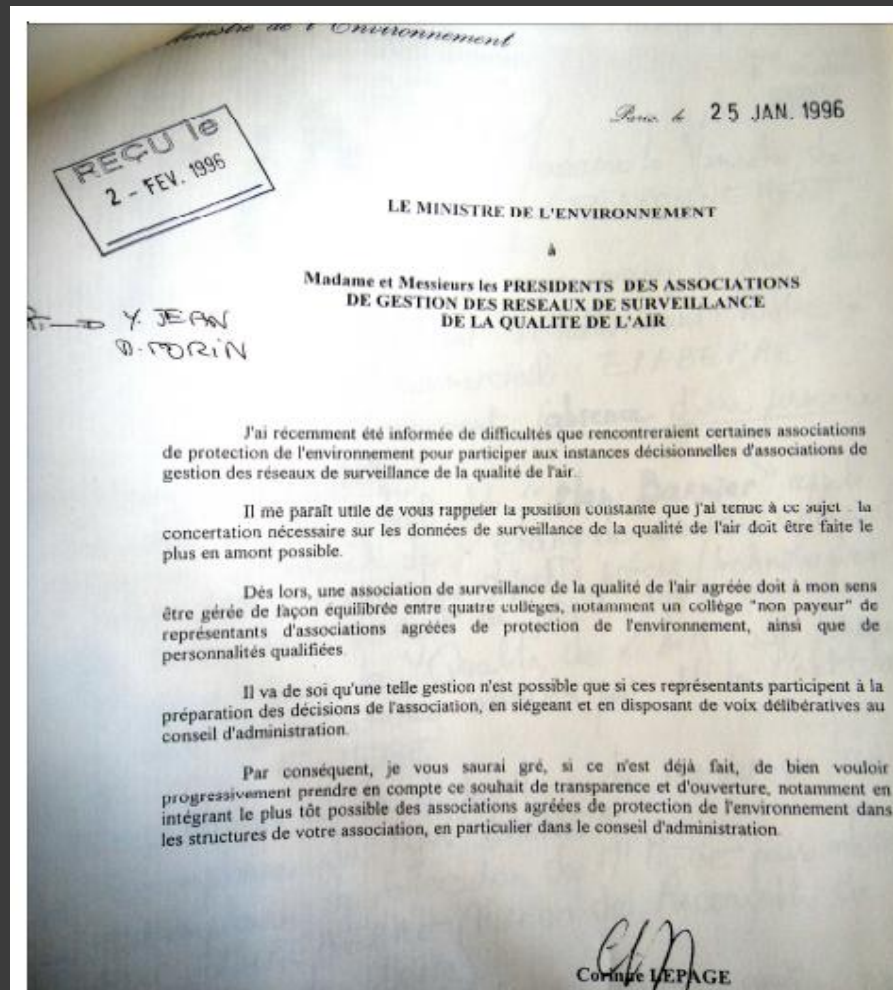 Ministre de l'Environnement
Paris, le 25 JAN. 1996
REÇU le
2 - FEV. 1996
LE MINISTRE DE L'ENVIRONNEMENT
à
Madame et Messieurs les PRESIDENTS DES ASSOCIATIONS
DE GESTION DES RESEAUX DE SURVEILLANCE
DE LA QUALITE DE L'AIR
Y. JEAN
J'ai récemment été informée de difficultés que rencontreraient certaines associations
de protection de l'environnement pour participer aux instances décisionnelles d'associations de
gestion des réseaux de surveillance de la qualité de l'air.
Il me paraît utile de vous rappeler la position constante que j'ai tenue à ce sujet : la
concertation nécessaire sur les données de surveillance de la qualité de l'air doit être faite le
plus en amont possible.
Dés lors, une association de surveillance de la qualité de l'air agréée doit à mon sens
être gérée de façon équilibrée entre quatre collèges, notamment un collège "non payeur" de
représentants d'associations agréées de protection de l'environnement, ainsi que de
personnalités qualifiées.
Il va de soi qu'une telle gestion n'est possible que si ces représentants participent à la
préparation des décisions de l'association, en siégeant et en disposant de voix délibératives au
conseil d'administration.
Par conséquent, je vous saurai gré, si ce n'est déjà fait, de bien vouloir
progressivement prendre en compte ce souhait de transparence et d'ouverture, notamment en
intégrant le plus tôt possible des associations agréées de protection de l'environnement dans
les structures de votre association, en particulier dans le conseil d'administration.
Corinne LEPAGE